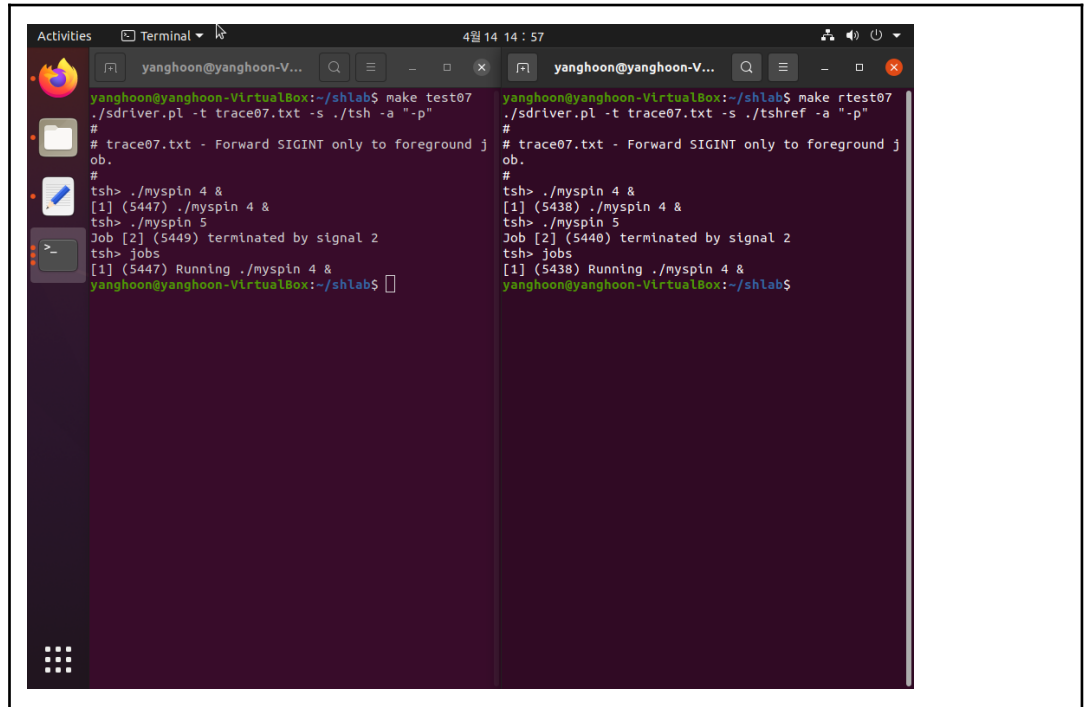 Activities Terminal 4월 14 14 : 57
yanghoon@yanghoon-V...
yanghoon@yanghoon-VirtualBox:~/shlab$ make test07
./sdriver.pl -t trace07.txt -s ./tsh -a "-p"
#
# trace07.txt - Forward SIGINT only to foreground j
ob.
#
tsh> ./myspin 4 &
[1] (5447) ./myspin 4 &
tsh> ./myspin 5
Job [2] (5449) terminated by signal 2
tsh> jobs
[1] (5447) Running ./myspin 4 &
yanghoon@yanghoon-VirtualBox:~/shlab$
yanghoon@yanghoon-V...
yanghoon@yanghoon-VirtualBox:~/shlab$ make rtest07
./sdriver.pl -t trace07.txt -s ./tshref -a "-p"
#
# trace07.txt - Forward SIGINT only to foreground j
ob.
#
tsh> ./myspin 4 &
[1] (5438) ./myspin 4 &
tsh> ./myspin 5
Job [2] (5440) terminated by signal 2
tsh> jobs
[1] (5438) Running ./myspin 4 &
yanghoon@yanghoon-VirtualBox:~/shlab$